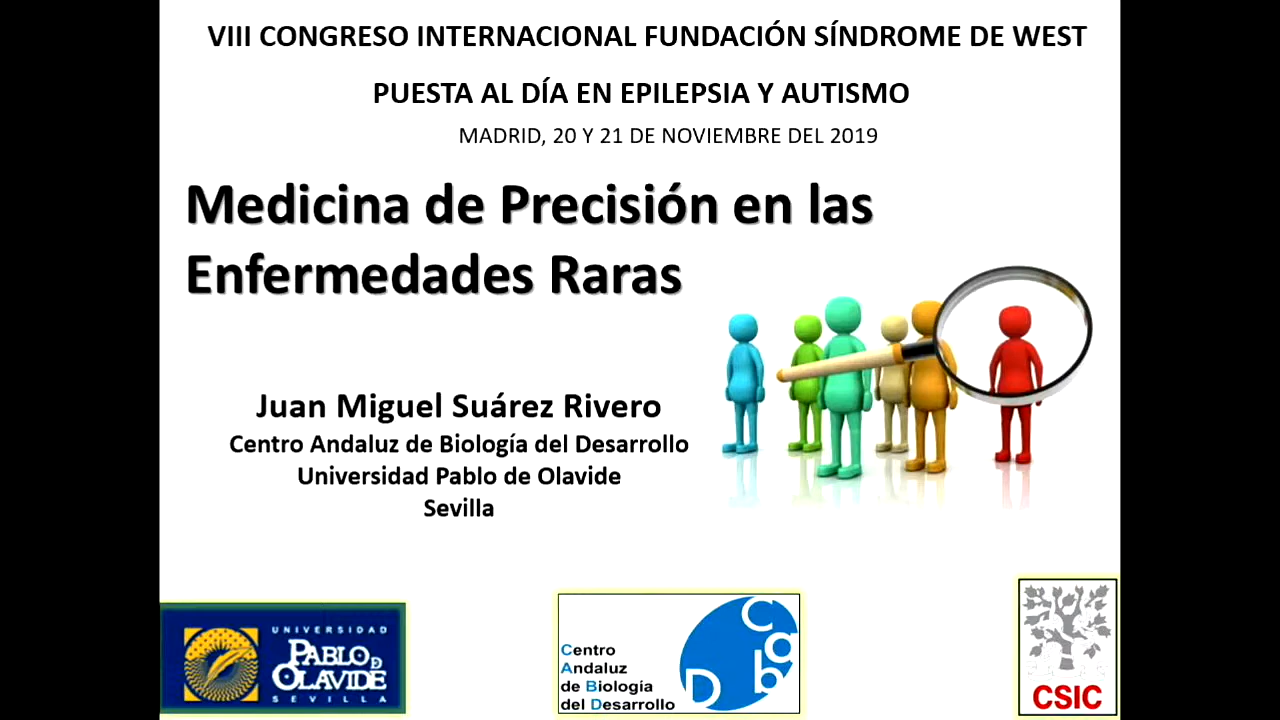 VIII CONGRESO INTERNACIONAL FUNDACIÓN SÍNDROME DE WEST
PUESTA AL DÍA EN EPILEPSIA Y AUTISMO
MADRID, 20 Y 21 DE NOVIEMBRE DEL 2019
Medicina de Precisión en las
Enfermedades Raras
Juan Miguel Suárez Rivero
Centro Andaluz de Biología del Desarrollo
Universidad Pablo de Olavide
Sevilla
UNIVERSIDAD
PABLO DE
OLAVIDE
SEVILLA
Centro
Andaluz
de Biología
del Desarrollo
CabD
CSIC